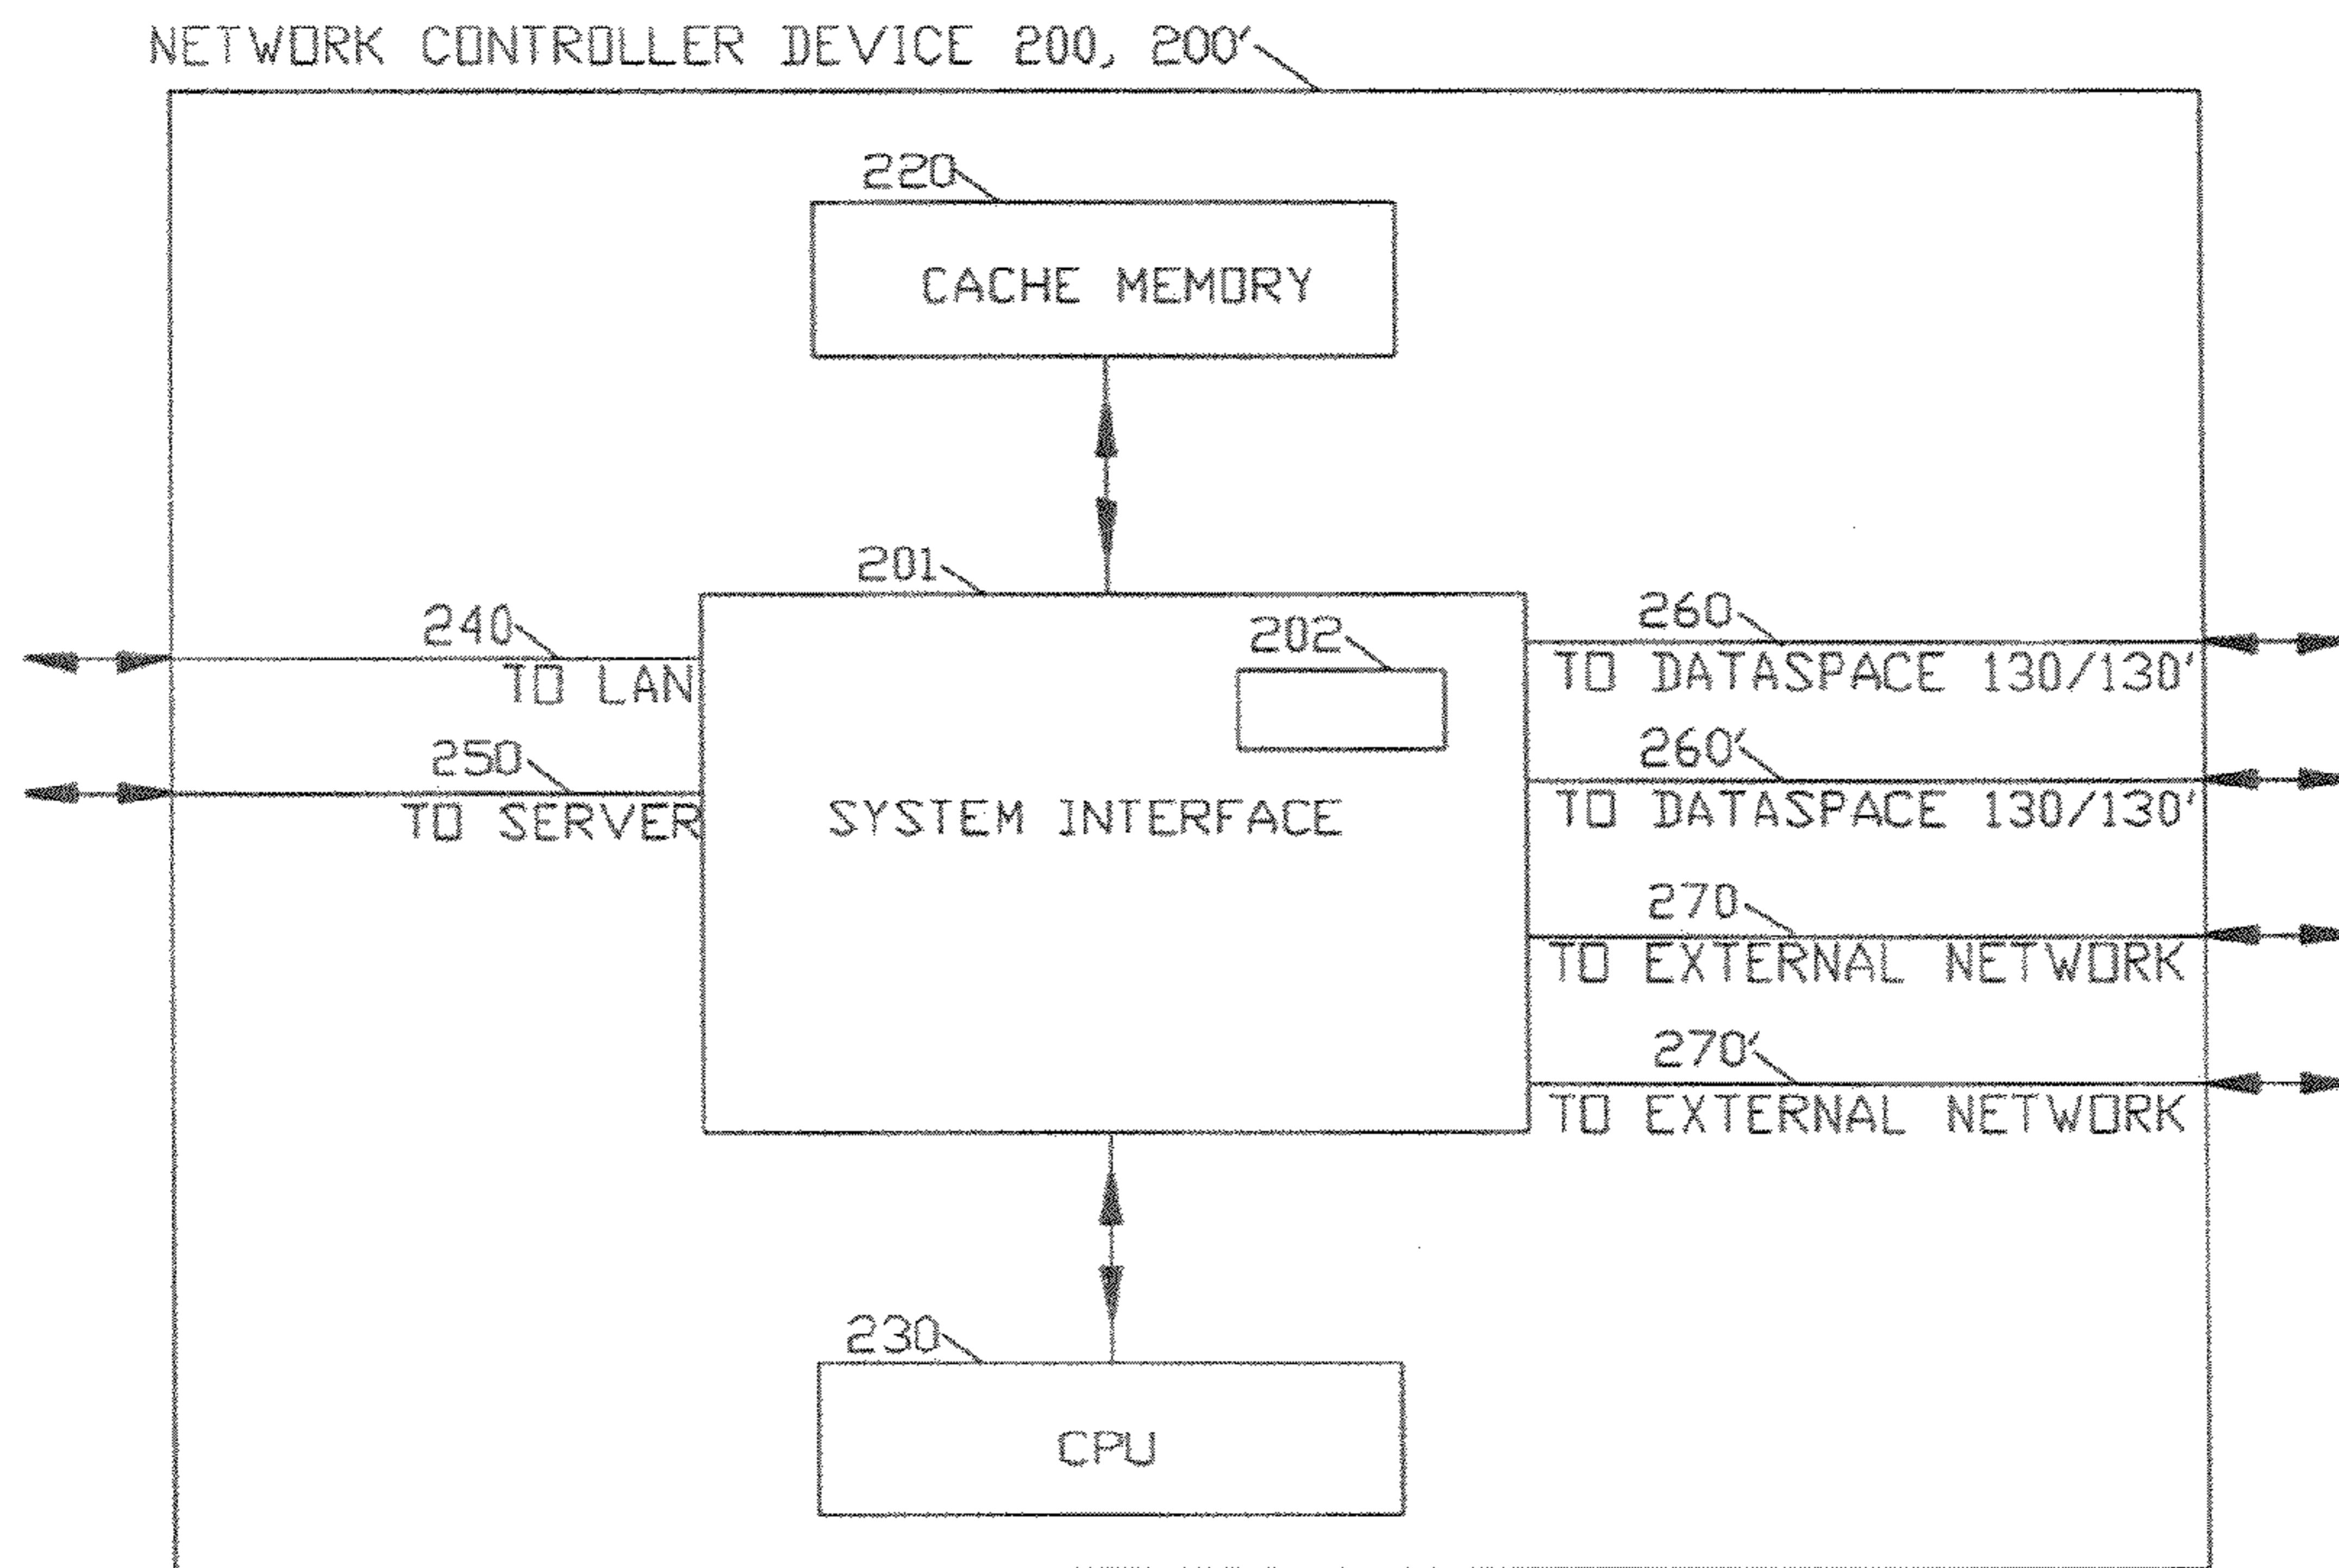 NETWORK CONTROLLER DEVICE 200, 200'
220
CACHE MEMORY
201
202
240
TO LAN
250
TO SERVER
SYSTEM INTERFACE
260
TO DATASPACE 130/130'
260'
TO DATASPACE 130/130'
270
TO EXTERNAL NETWORK
270'
TO EXTERNAL NETWORK
230
CPU